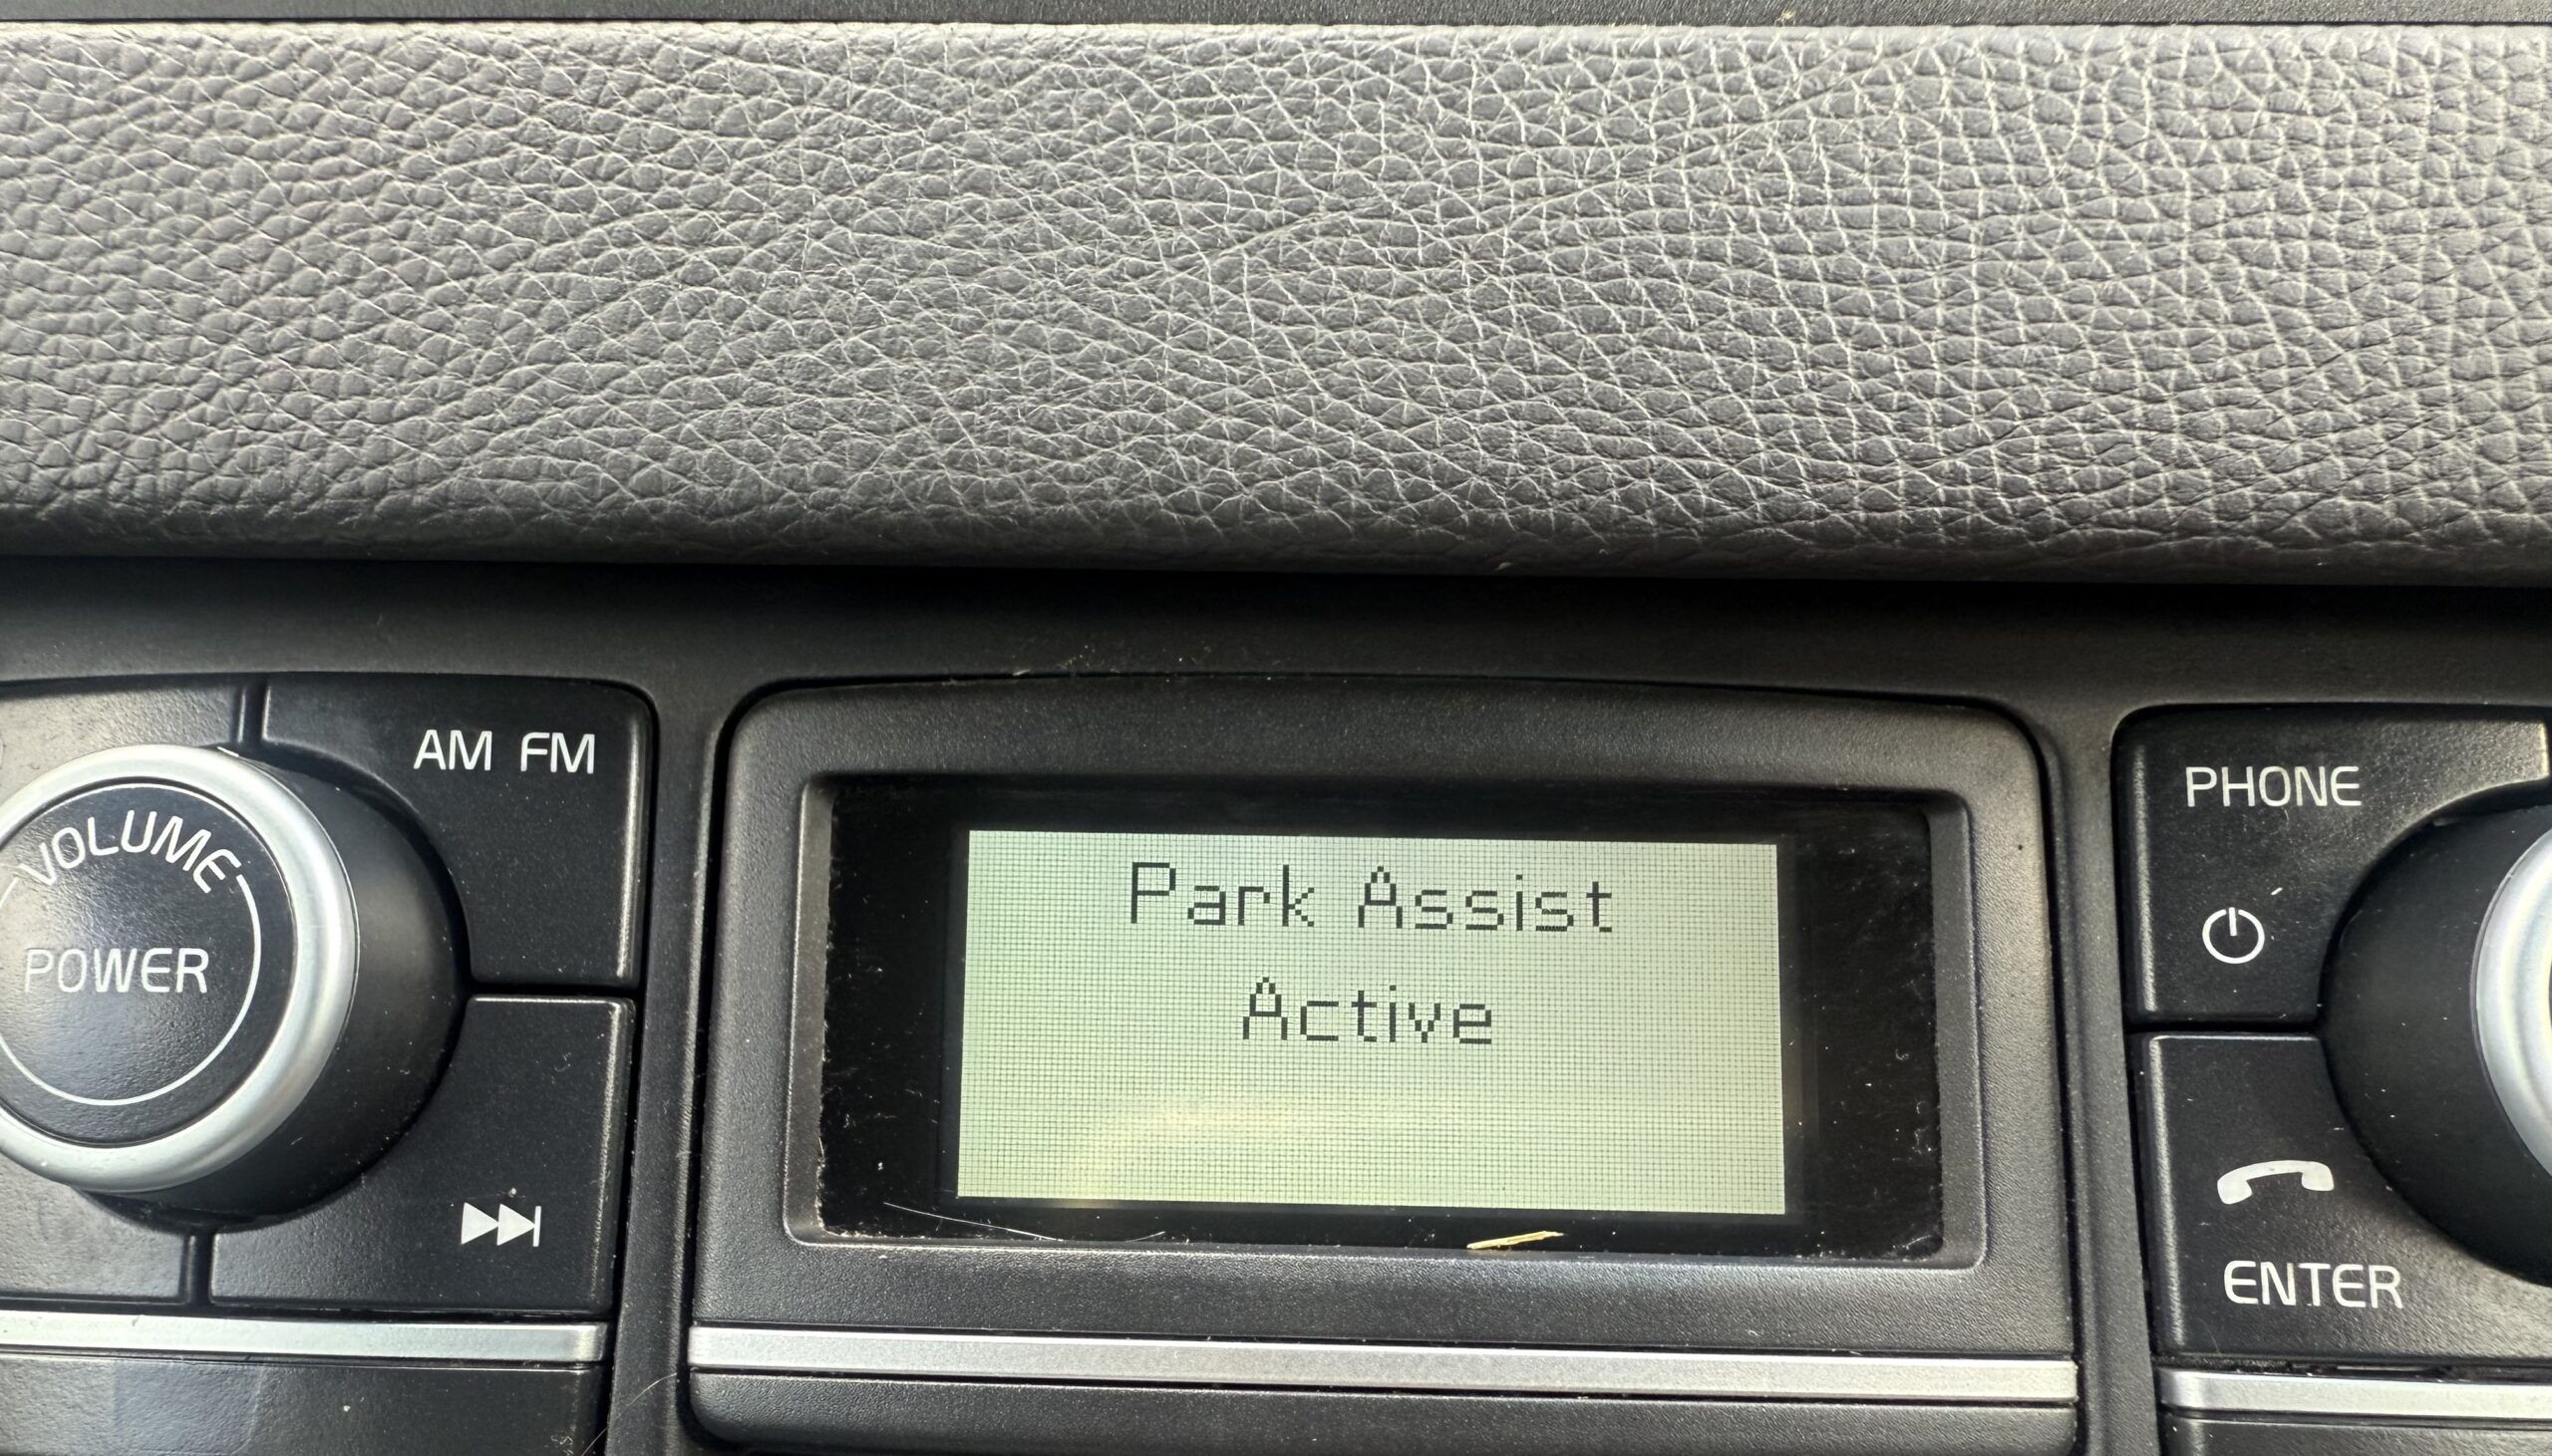 AM FM
VOLUME
POWER
Park Assist
Active
PHONE
ENTER